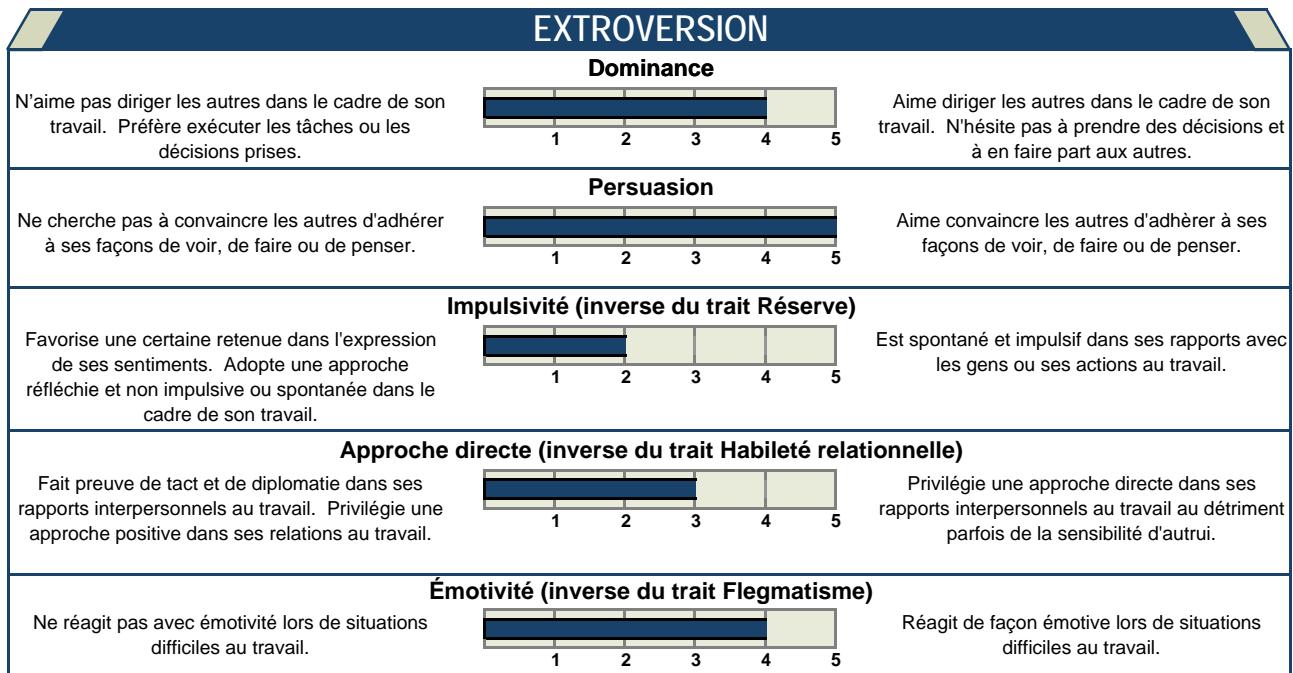 EXTROVERSION
Dominance
N'aime pas diriger les autres dans le cadre de son
travail. Préfère exécuter les tâches ou les
décisions prises.
1 2 3 4 5
Aime diriger les autres dans le cadre de son
travail. N'hésite pas à prendre des décisions et
à en faire part aux autres.
Persuasion
Ne cherche pas à convaincre les autres d'adhérer
à ses façons de voir, de faire ou de penser.
1 2 3 4 5
Aime convaincre les autres d'adhèrer à ses
façons de voir, de faire ou de penser.
Impulsivité (inverse du trait Réserve)
Favorise une certaine retenue dans l'expression
de ses sentiments. Adopte une approche
réfléchie et non impulsive ou spontanée dans le
cadre de son travail.
1 2 3 4 5
Est spontané et impulsif dans ses rapports avec
les gens ou ses actions au travail.
Approche directe (inverse du trait Habileté relationnelle)
Fait preuve de tact et de diplomatie dans ses
rapports interpersonnels au travail. Privilégie une
approche positive dans ses relations au travail.
1 2 3 4 5
Privilégie une approche directe dans ses
rapports interpersonnels au travail au détriment
parfois de la sensibilité d'autrui.
Émotivité (inverse du trait Flegmatisme)
Ne réagit pas avec émotivité lors de situations
difficiles au travail.
1 2 3 4 5
Réagit de façon émotive lors de situations
difficiles au travail.